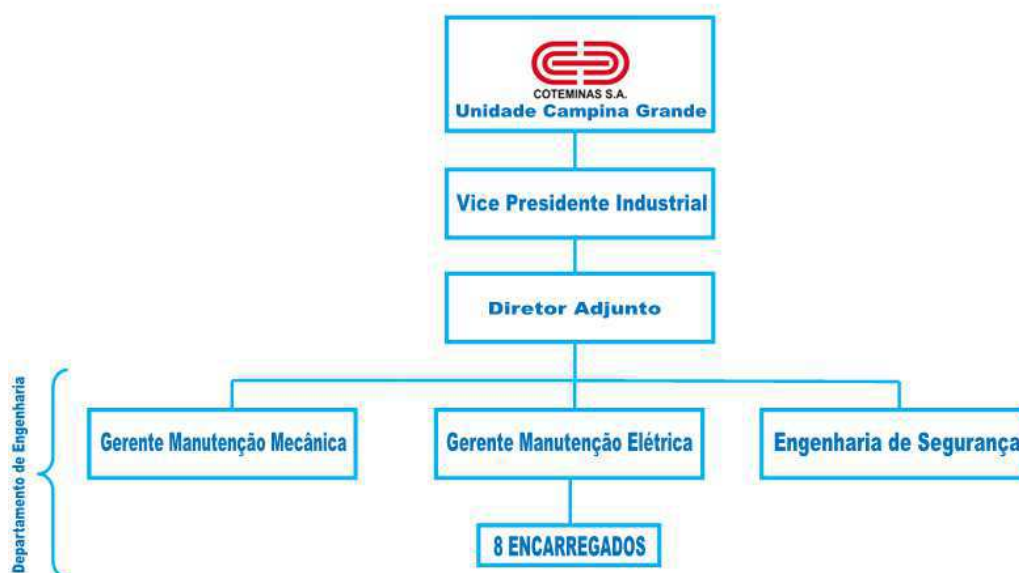 COTEMINAS S.A.
Unidade Campina Grande
Vice Presidente Industrial
Diretor Adjunto
Departamento de Engenharia
Gerente Manutenção Mecânica
Gerente Manutenção Elétrica
Engenharia de Segurança
8 ENCARREGADOS